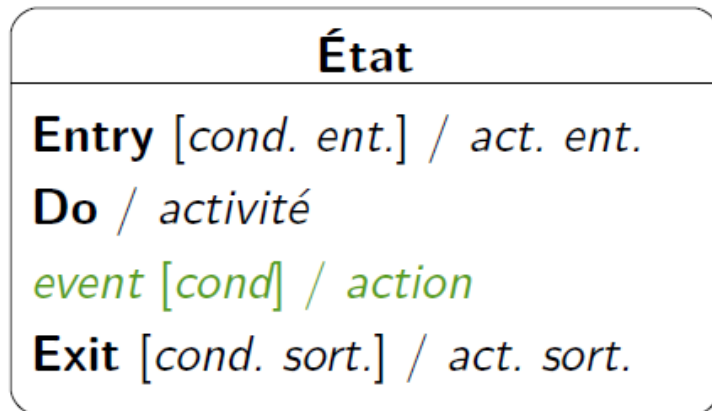 État
Entry [cond. ent.] / act. ent.
Do / activité
event [cond] / action
Exit [cond. sort.] / act. sort.